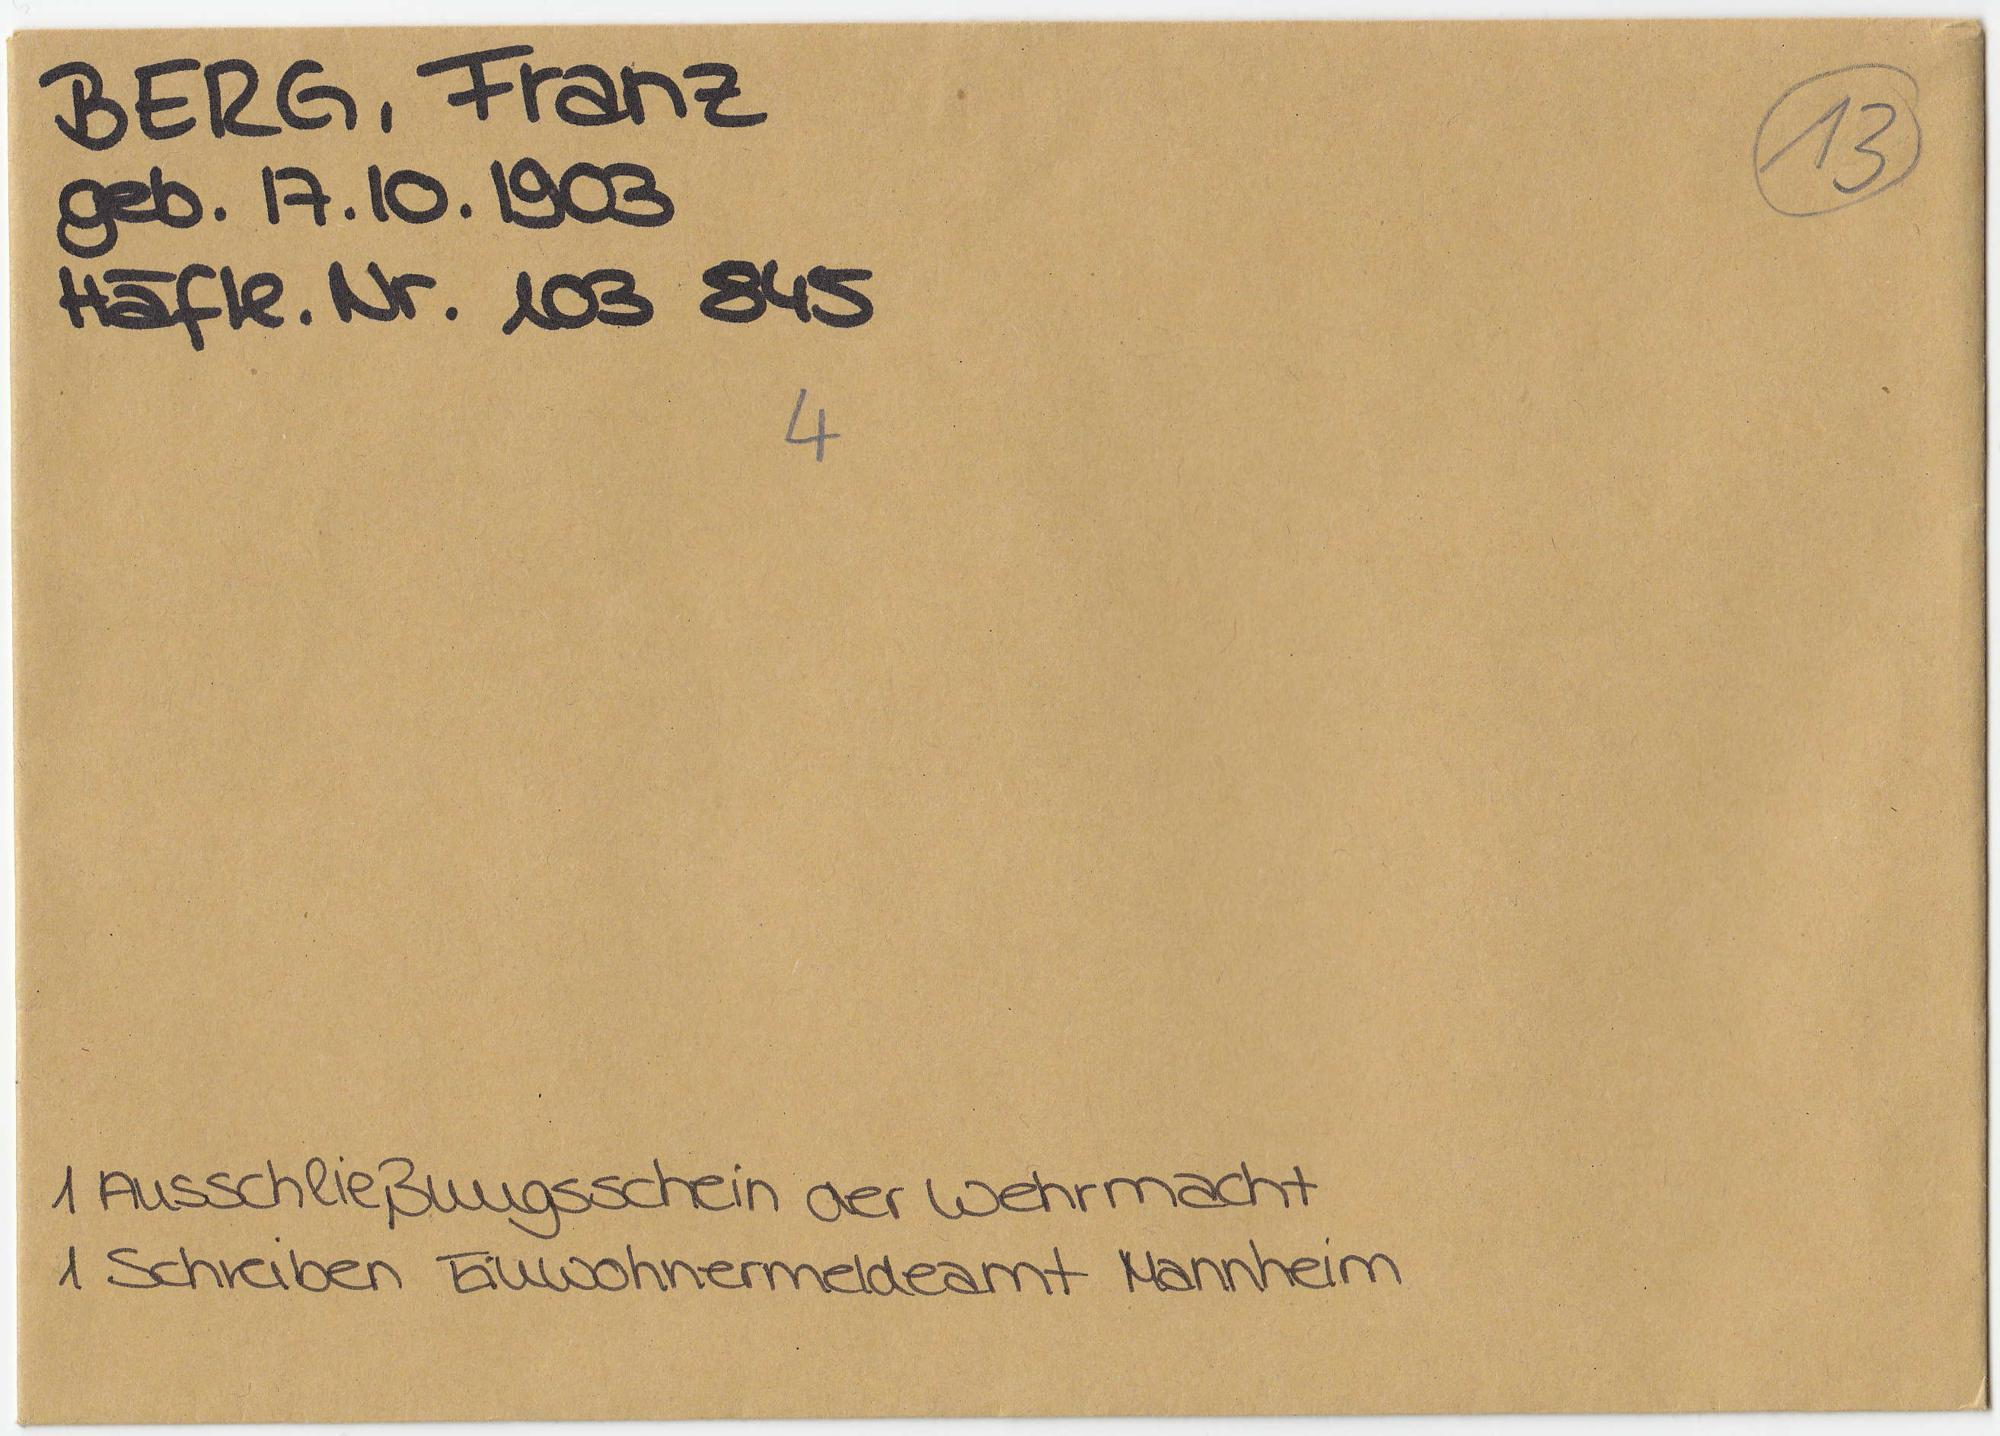 BERG, Franz
13
geb. 17.10.1903
Häftl. Nr. 103 845
4
1 Ausschließungsschein der Wehrmacht
1 Schreiben Einwohnermeldeamt Mannheim